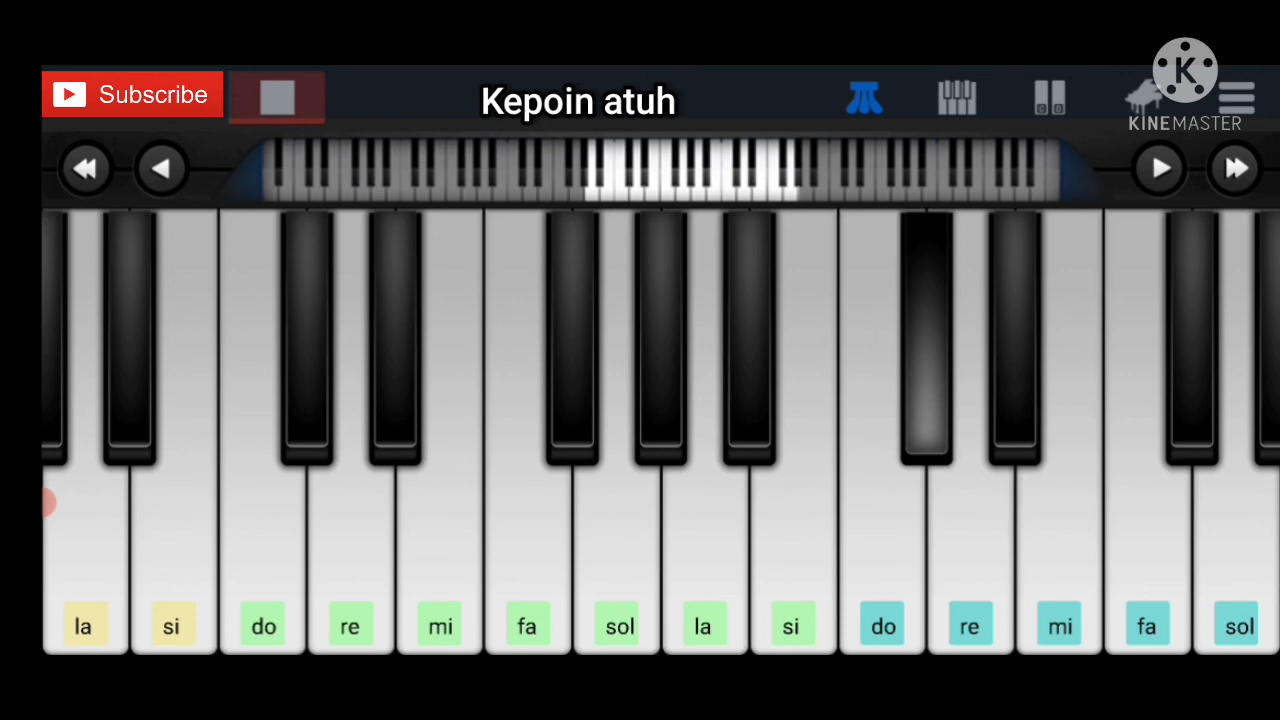 Subscribe
Kepoin atuh
KINEMASTER
la si do re mi fa sol la si do re mi fa sol